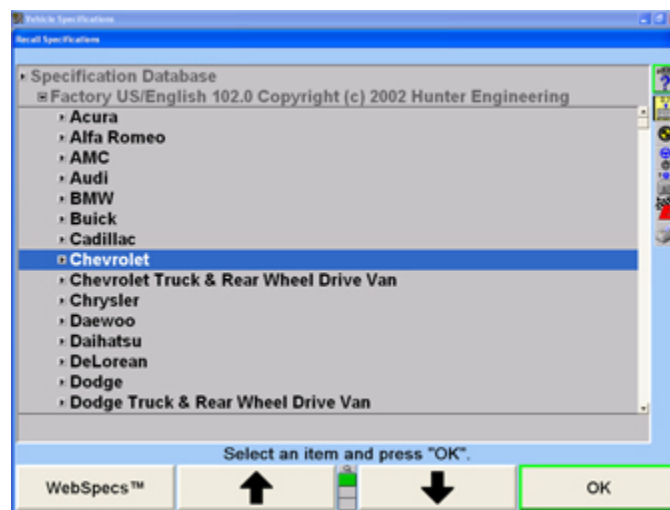 Vehicle Specifications
Recall Specifications
Specification Database
Factory US/English 102.0 Copyright (c) 2002 Hunter Engineering
Acura
Alfa Romeo
AMC
Audi
BMW
Buick
Cadillac
Chevrolet
Chevrolet Truck & Rear Wheel Drive Van
Chrysler
Daewoo
Daihatsu
DeLorean
Dodge
Dodge Truck & Rear Wheel Drive Van
Select an item and press "OK".
WebSpecs™
OK